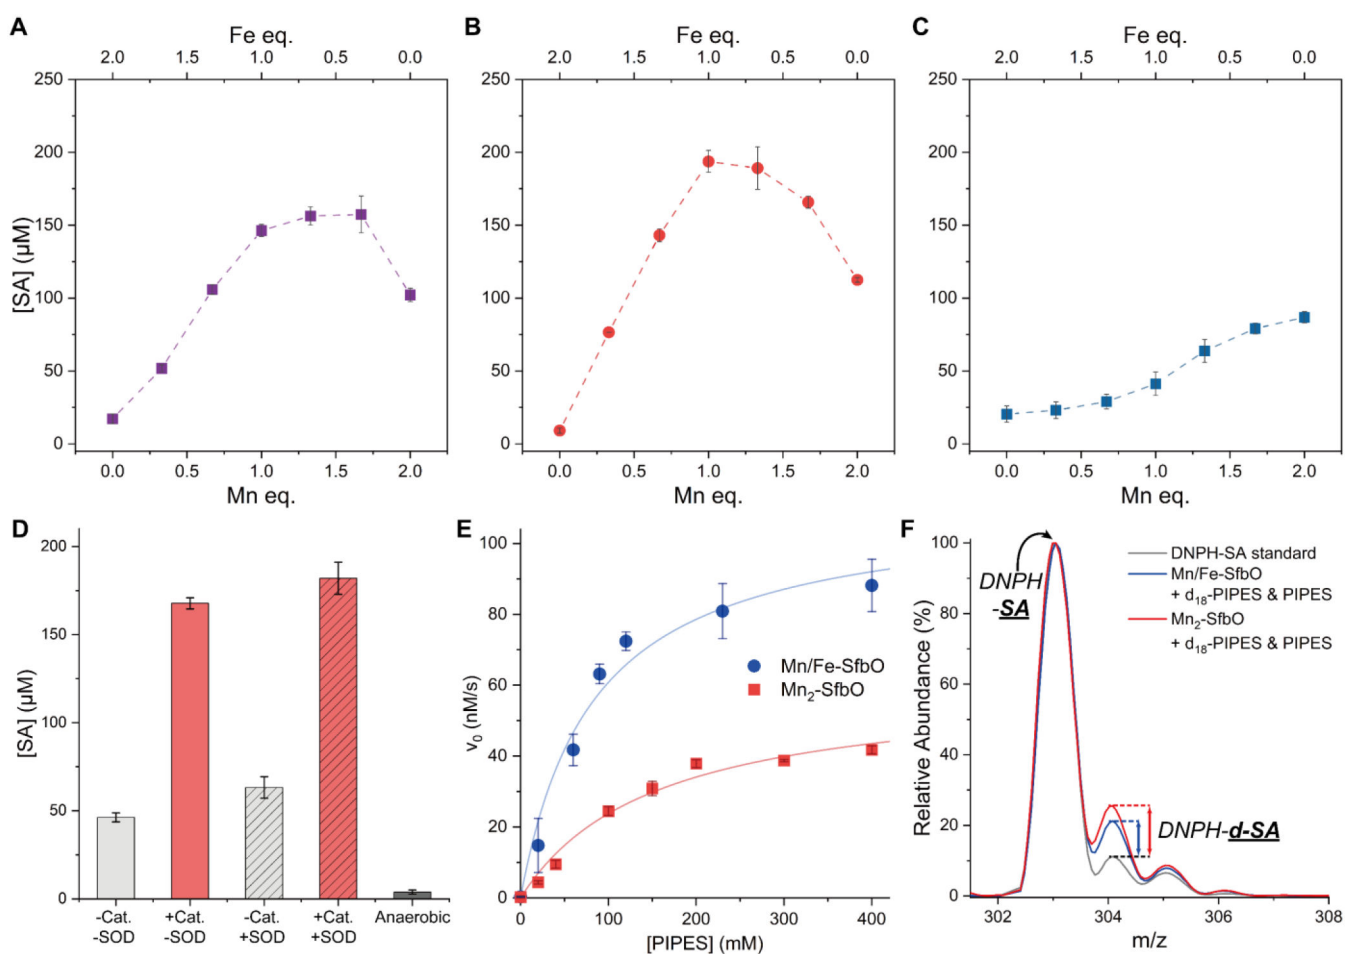 A
Fe eq.
2.0 1.5 1.0 0.5 0.0
250
200
150
100
50
0
[SA] (μM)
0.0 0.5 1.0 1.5 2.0
Mn eq.
B
Fe eq.
2.0 1.5 1.0 0.5 0.0
250
200
150
100
50
0
0.0 0.5 1.0 1.5 2.0
Mn eq.
C
Fe eq.
2.0 1.5 1.0 0.5 0.0
250
200
150
100
50
0
0.0 0.5 1.0 1.5 2.0
Mn eq.
D
200
150
100
50
0
[SA] (μM)
-Cat. +Cat. -Cat. +Cat. Anaerobic
-SOD -SOD +SOD +SOD
E
100
80
60
40
20
0
v₀ (nM/s)
Mn/Fe-SfbO
Mn₂-SfbO
0 100 200 300 400
[PIPES] (mM)
F
100
80
60
40
20
0
Relative Abundance (%)
DNPH
-SA
DNPH-SA standard
Mn/Fe-SfbO
+ d₁₈-PIPES & PIPES
Mn₂-SfbO
+ d₁₈-PIPES & PIPES
DNPH-d-SA
302 304 306 308
m/z